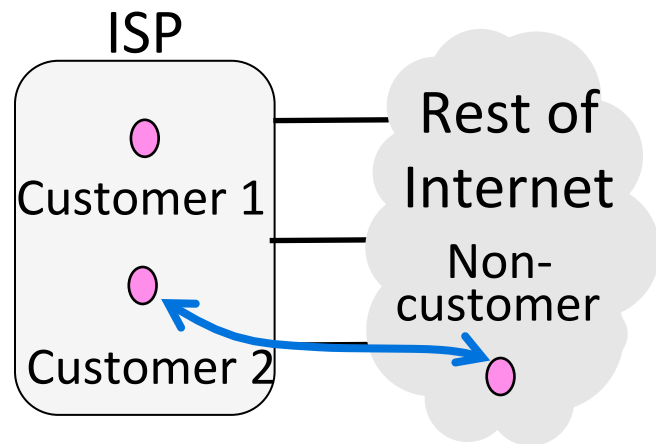 ISP
Customer 1
Customer 2
Rest of
Internet
Non-
customer